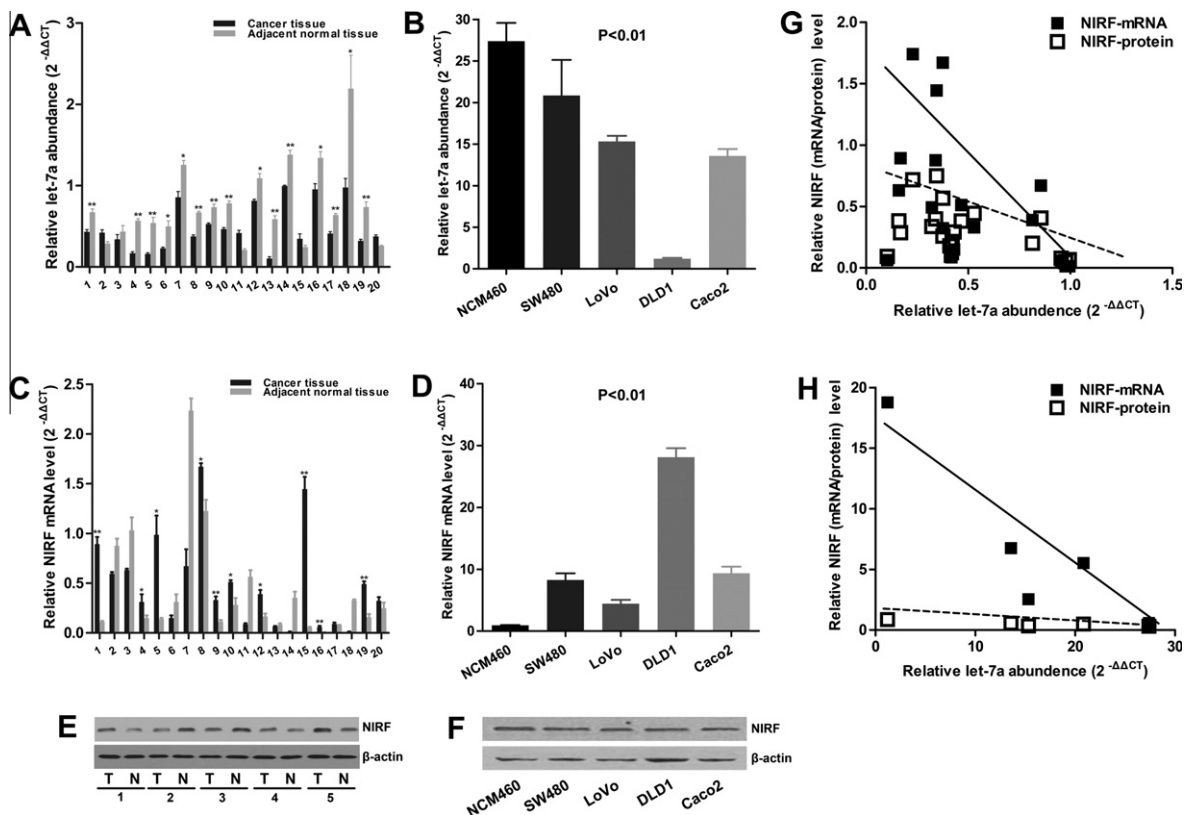 A
Relative let-7a abundance (2 -ΔΔCT)
Cancer tissue
Adjacent normal tissue
3
2
1
0
** ** ** * * ** ** ** * ** ** * ** * **
1 2 3 4 5 6 7 8 9 10 11 12 13 14 15 16 17 18 19 20
B
Relative let-7a abundance (2 -ΔΔCT)
P<0.01
30
25
20
15
10
5
0
NCM460 SW480 LoVo DLD1 Caco2
G
Relative NIRF (mRNA/protein) level
NIRF-mRNA
NIRF-protein
2.0
1.5
1.0
0.5
0.0
0.0 0.5 1.0 1.5
Relative let-7a abundence (2 -ΔΔCT)
C
Relative NIRF mRNA level (2 -ΔΔCT)
Cancer tissue
Adjacent normal tissue
2.5
2.0
1.5
1.0
0.5
0.0
** * * * ** * * ** ** **
1 2 3 4 5 6 7 8 9 10 11 12 13 14 15 16 17 18 19 20
D
Relative NIRF mRNA level (2 -ΔΔCT)
P<0.01
40
30
20
10
0
NCM460 SW480 LoVo DLD1 Caco2
H
Relative NIRF (mRNA/protein) level
NIRF-mRNA
NIRF-protein
20
15
10
5
0
0 10 20 30
Relative let-7a abundance (2 -ΔΔCT)
E
NIRF
β-actin
T N T N T N T N T N
1 2 3 4 5
F
NIRF
β-actin
NCM460 SW480 LoVo DLD1 Caco2